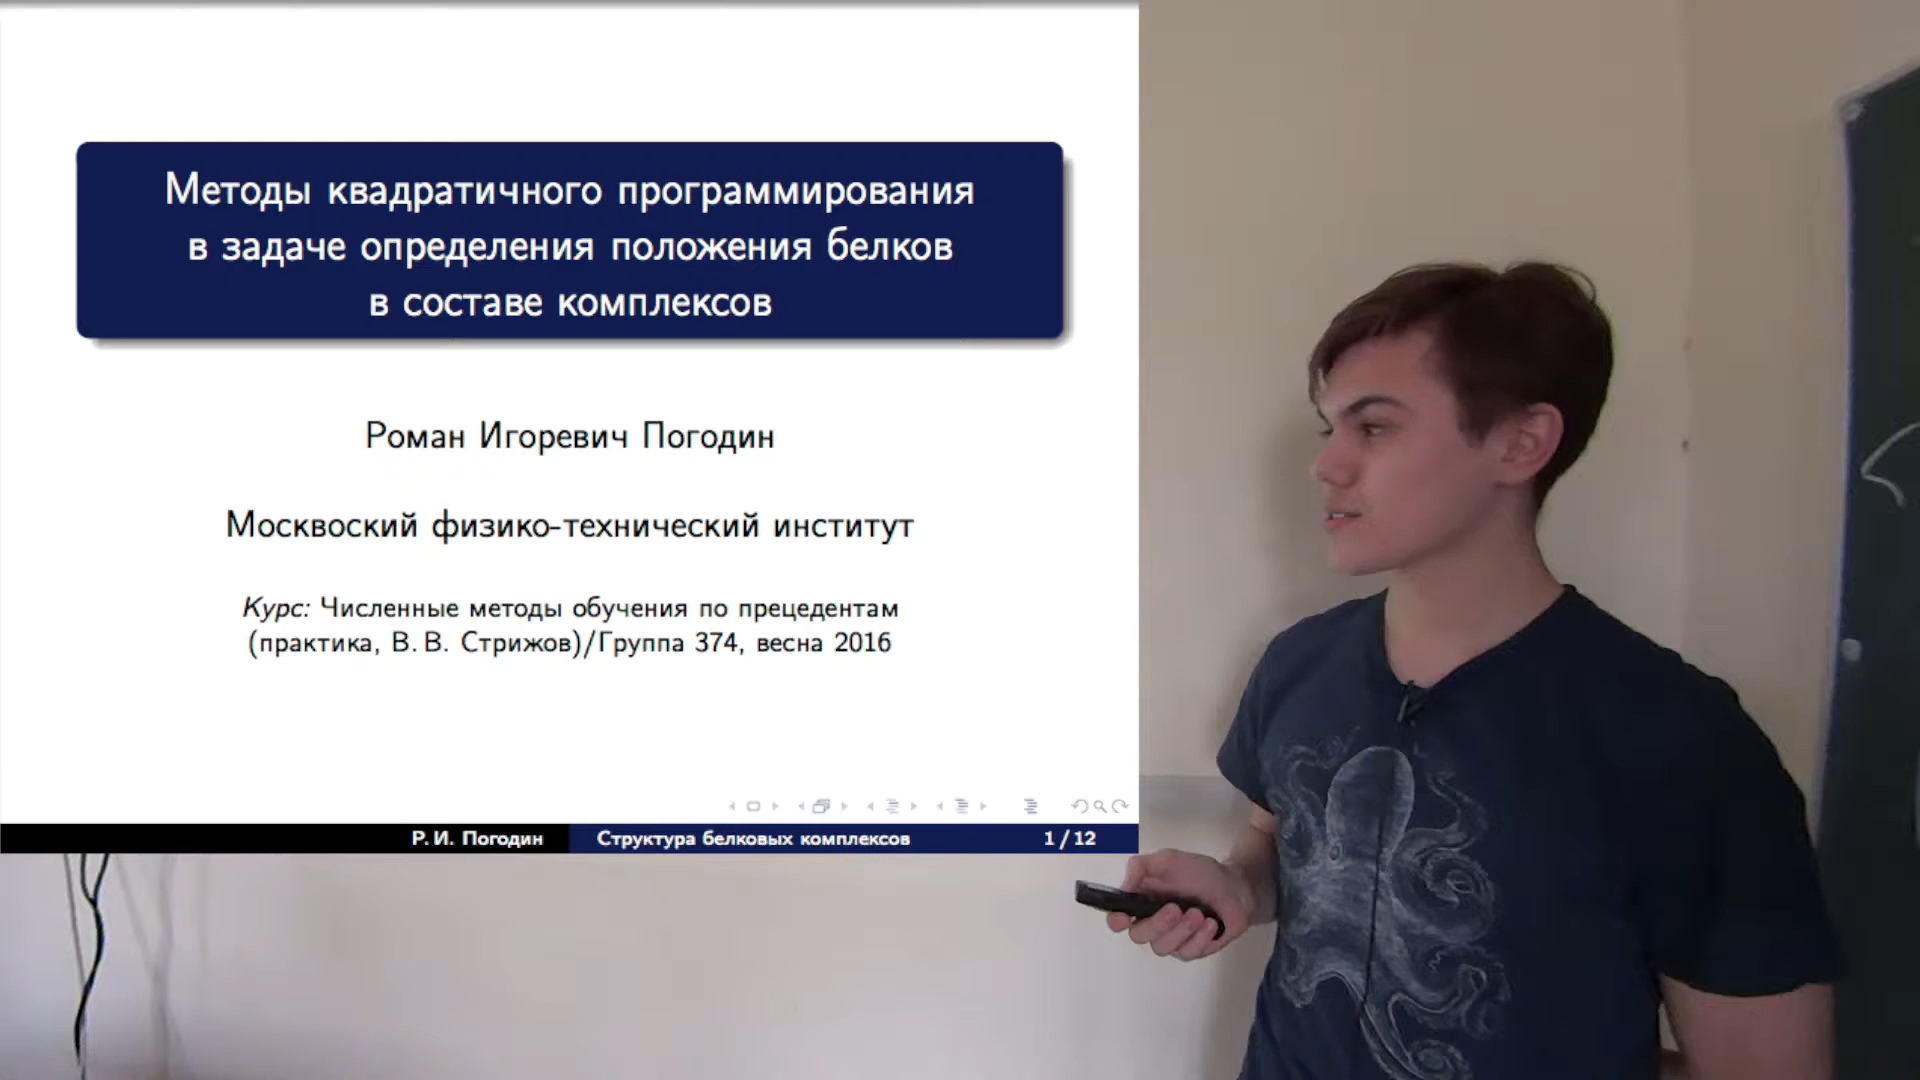 Методы квадратичного программирования
в задаче определения положения белков
в составе комплексов
Роман Игоревич Погодин
Москвоский физико-технический институт
Курс: Численные методы обучения по прецедентам
(практика, В. В. Стрижов)/Группа 374, весна 2016
Р. И. Погодин Структура белковых комплексов 1 / 12